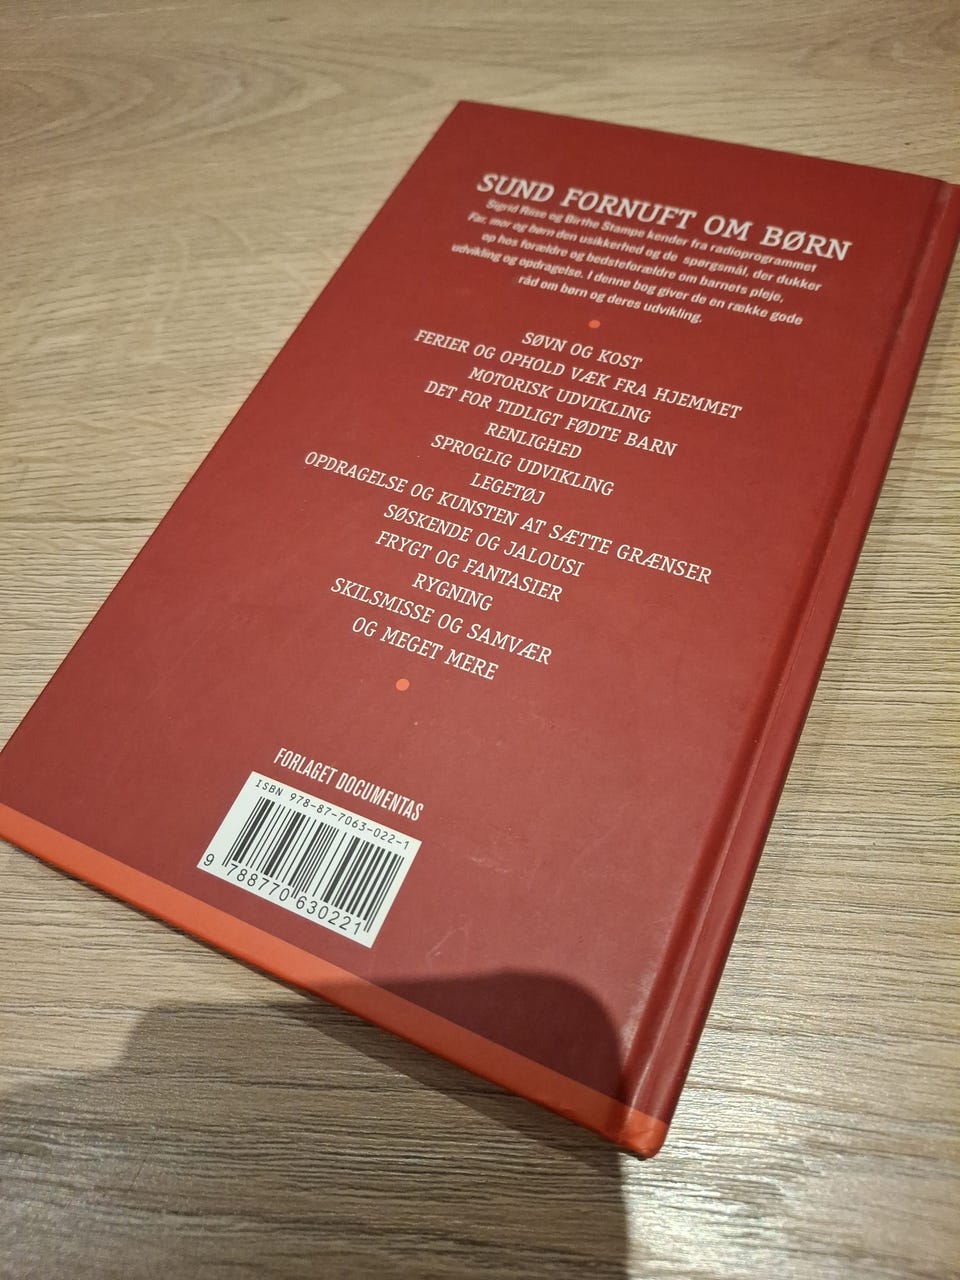 SUND FORNUFT OM BØRN
Sigrid Riise og Birthe Stampe kender fra radioprogrammet
Far, mor og børn den usikkerhed og de spørgsmål, der dukker
op hos forældre og bedsteforældre om barnets pleje,
udvikling og opdragelse. I denne bog giver de en række gode
råd om børn og deres udvikling.
SØVN OG KOST
FERIER OG OPHOLD VÆK FRA HJEMMET
MOTORISK UDVIKLING
DET FOR TIDLIGT FØDTE BARN
RENLIGHED
SPROGLIG UDVIKLING
LEGETØJ
OPDRAGELSE OG KUNSTEN AT SÆTTE GRÆNSER
SØSKENDE OG JALOUSI
FRYGT OG FANTASIER
RYGNING
SKILSMISSE OG SAMVÆR
OG MEGET MERE
FORLAGET DOCUMENTAS
ISBN 978-87-7063-022-1
9 788770 630221